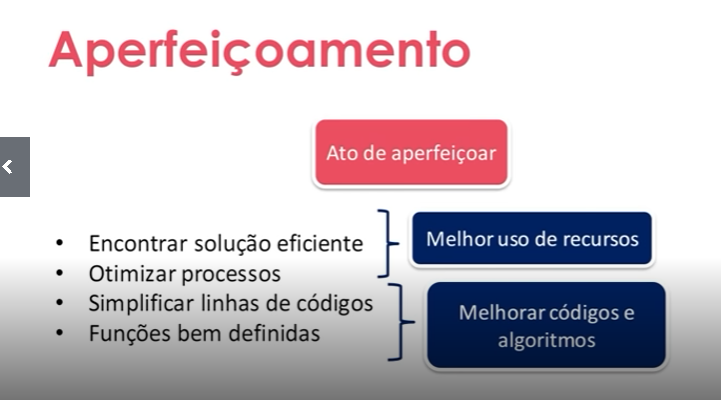 Aperfeiçoamento
Ato de aperfeiçoar
• Encontrar solução eficiente
• Otimizar processos
• Simplificar linhas de códigos
• Funções bem definidas
Melhor uso de recursos
Melhorar códigos e
algoritmos